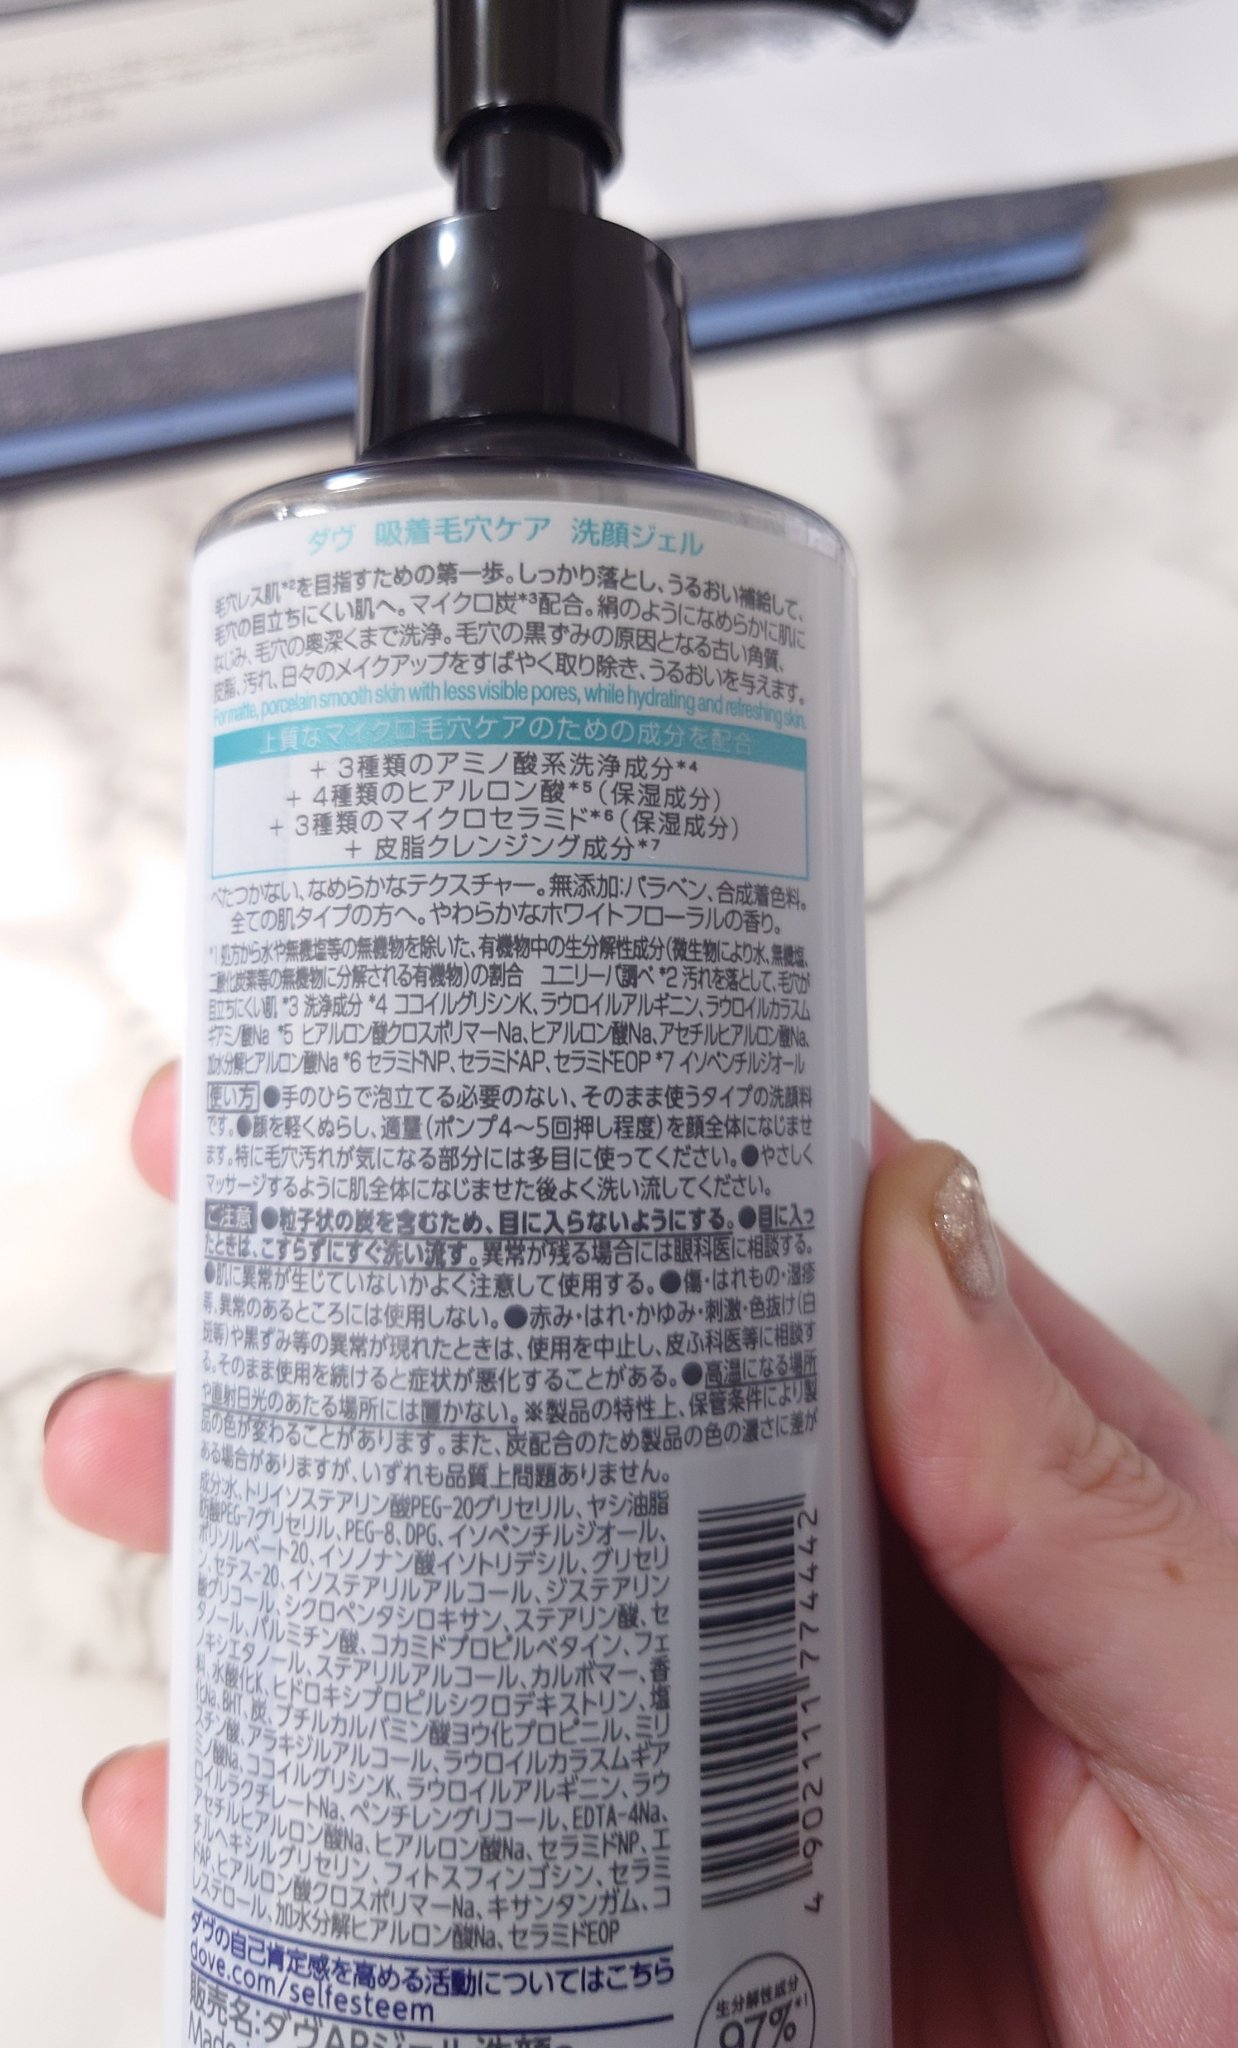 ダヴ 吸着毛穴ケア 洗顔ジェル
毛穴レス肌*2を目指すための第一歩。しっかり落とし、うるおい補給して、
毛穴の目立ちにくい肌へ。マイクロ炭*3配合。絹のようになめらかに肌に
なじみ、毛穴の奥深くまで洗浄。毛穴の黒ずみの原因となる古い角質、
皮脂、汚れ、日々のメイクアップをすばやく取り除き、うるおいを与えます。
For matte, porcelain smooth skin with less visible pores, while hydrating and refreshing skin.
上質なマイクロ毛穴ケアのための成分を配合
+ 3種類のアミノ酸系洗浄成分*4
+ 4種類のヒアルロン酸*5(保湿成分)
+ 3種類のマイクロセラミド*6(保湿成分)
+ 皮脂クレンジング成分*7
べたつかない、なめらかなテクスチャー。無添加:パラベン、合成着色料。
全ての肌タイプの方へ。やわらかなホワイトフローラルの香り。
*1 処方から水や無機塩等の無機物を除いた、有機物中の生分解性成分(微生物により水、無機塩、
二酸化炭素等の無機物に分解される有機物)の割合 ユニリーバ調べ *2 汚れを落として、毛穴が
目立ちにくい肌 *3 洗浄成分 *4 ココイルグリシンK、ラウロイルアルギニン、ラウロイルカラスム
ギアミノ酸Na *5 ヒアルロン酸クロスポリマーNa、ヒアルロン酸Na、アセチルヒアルロン酸Na、
加水分解ヒアルロン酸Na *6 セラミドNP、セラミドAP、セラミドEOP *7 イソペンチルジオール
使い方 ●手のひらで泡立てる必要のない、そのまま使うタイプの洗顔料
です。●顔を軽くぬらし、適量(ポンプ4〜5回押し程度)を顔全体になじませ
ます。特に毛穴汚れが気になる部分には多目に使ってください。●やさしく
マッサージするように肌全体になじませた後よく洗い流してください。
ご注意 ●粒子状の炭を含むため、目に入らないようにする。●目に入っ
たときは、こすらずにすぐ洗い流す。異常が残る場合には眼科医に相談する。
●肌に異常が生じていないかよく注意して使用する。●傷・はれもの・湿疹
等、異常のあるところには使用しない。●赤み・はれ・かゆみ・刺激・色抜け(白
斑等)や黒ずみ等の異常が現れたときは、使用を中止し、皮ふ科医等に相談す
る。そのまま使用を続けると症状が悪化することがある。●高温になる場所
や直射日光のあたる場所には置かない。※製品の特性上、保管条件により製
品の色が変わることがあります。また、炭配合のため製品の色の濃さに差が
ある場合がありますが、いずれも品質上問題ありません。
成分:水、トリイソステアリン酸PEG-20グリセリル、ヤシ油脂
肪酸PEG-7グリセリル、PEG-8、DPG、イソペンチルジオール、
ポリソルベート20、イソノナン酸イソトリデシル、グリセリ
ン、セテス-20、イソステアリルアルコール、ジステアリン
酸グリコール、シクロペンタシロキサン、ステアリン酸、セ
タノール、パルミチン酸、コカミドプロピルベタイン、フェ
ノキシエタノール、ステアリルアルコール、カルボマー、香
料、水酸化K、ヒドロキシプロピルシクロデキストリン、塩
化Na、BHT、炭、ブチルカルバミン酸ヨウ化プロピニル、ミリ
スチン酸、アラキジルアルコール、ラウロイルカラスムギア
ミノ酸Na、ココイルグリシンK、ラウロイルアルギニン、ラウ
ロイルラクチレートNa、ペンチレングリコール、EDTA-4Na、
アセチルヒアルロン酸Na、ヒアルロン酸Na、セラミドNP、エ
チルヘキシルグリセリン、フィトスフィンゴシン、セラミ
ドAP、ヒアルロン酸クロスポリマーNa、キサンタンガム、コ
レステロール、加水分解ヒアルロン酸Na、セラミドEOP
4 902111 774442
ダヴの自己肯定感を高める活動についてはこちら
dove.com/selfesteem
生分解性成分
97%*1
販売名:ダヴAPジェル洗顔
Made